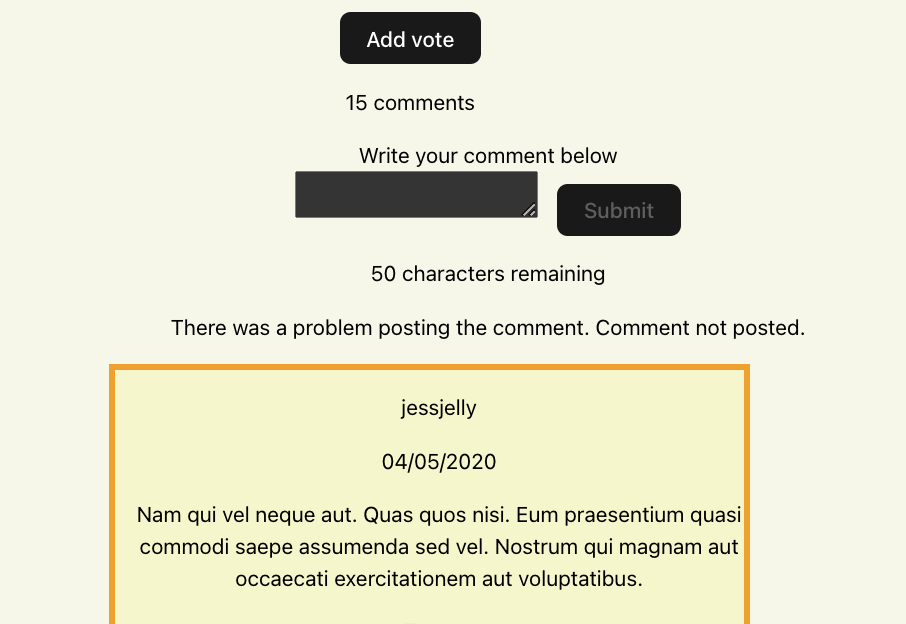 Add vote
15 comments
Write your comment below
Submit
50 characters remaining
There was a problem posting the comment. Comment not posted.
jessjelly
04/05/2020
Nam qui vel neque aut. Quas quos nisi. Eum praesentium quasi
commodi saepe assumenda sed vel. Nostrum qui magnam aut
occaecati exercitationem aut voluptatibus.